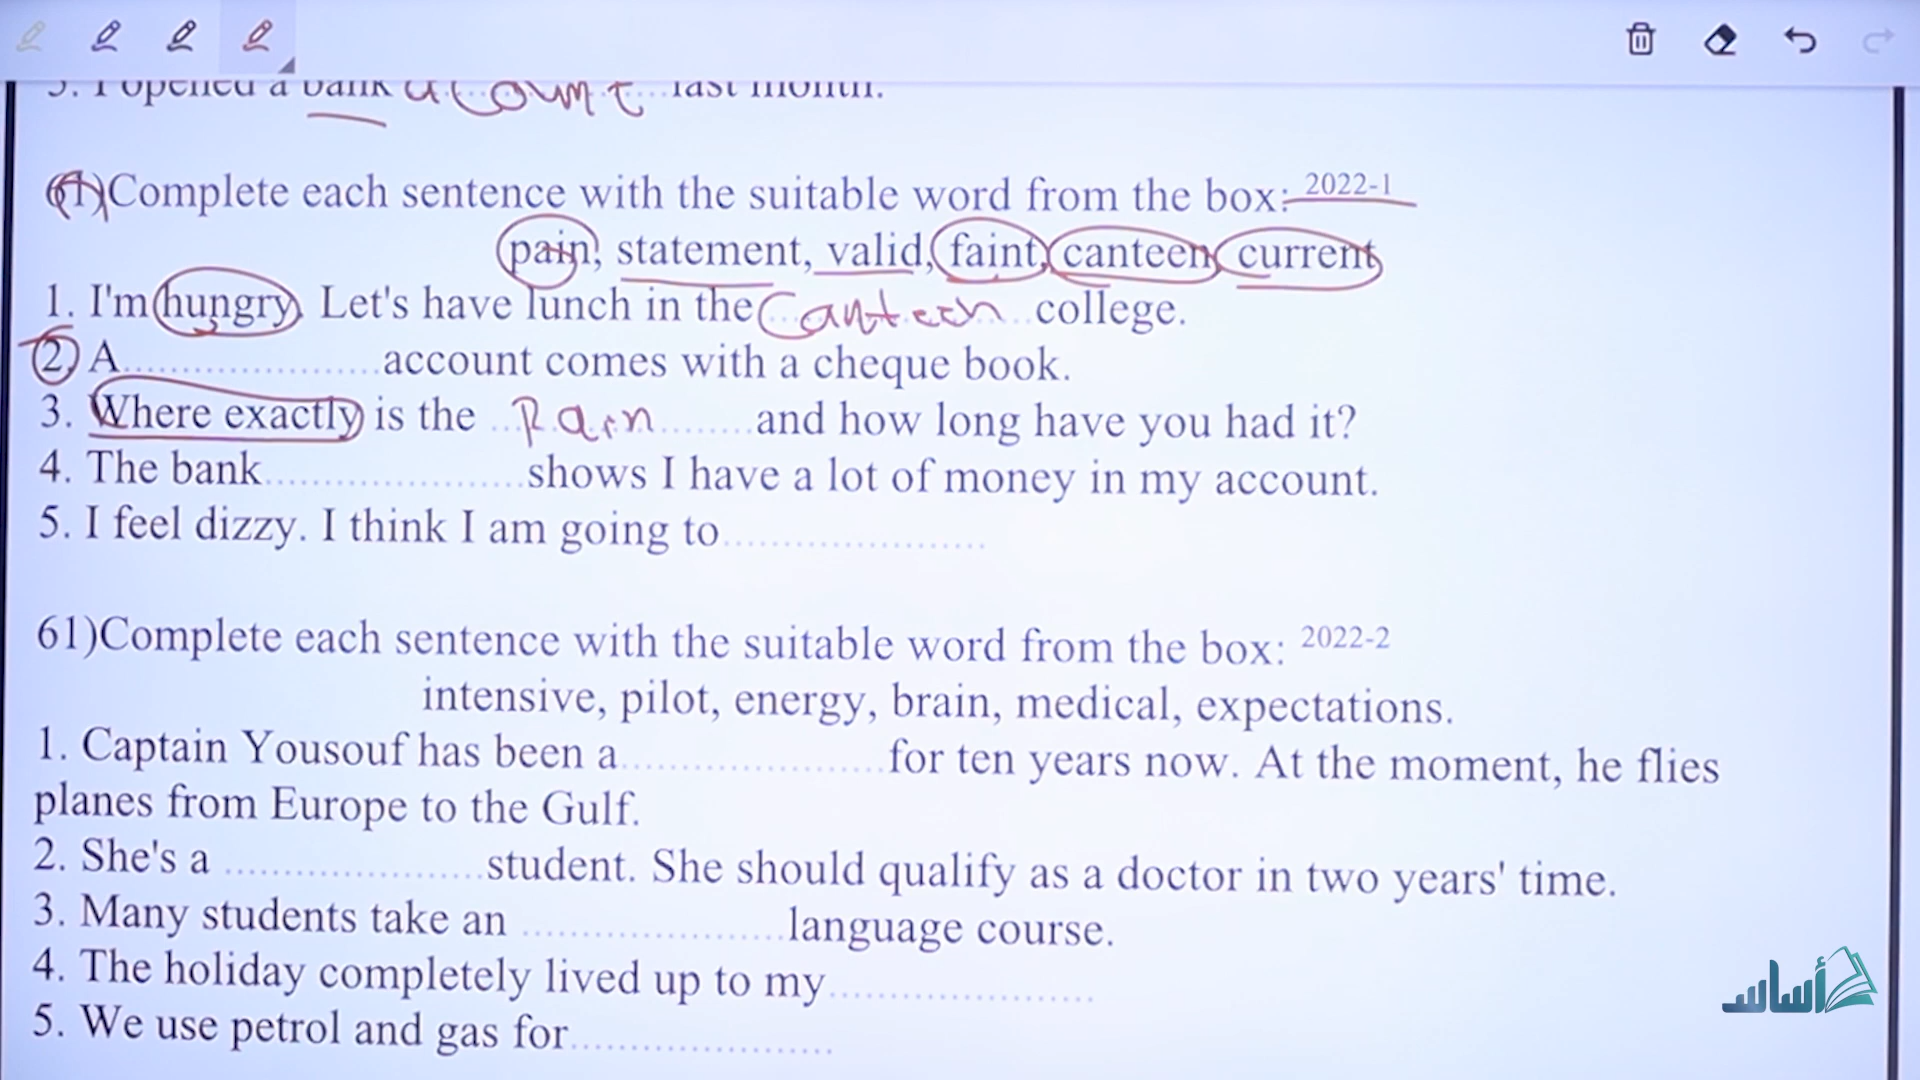 5. I opened a bank acount last month.
61)Complete each sentence with the suitable word from the box: 2022-1
pain, statement, valid, faint, canteen, current
1. I'm hungry. Let's have lunch in the Canteen college.
2. A.....................account comes with a cheque book.
3. Where exactly is the ...Pain........and how long have you had it?
4. The bank.....................shows I have a lot of money in my account.
5. I feel dizzy. I think I am going to.....................
61)Complete each sentence with the suitable word from the box: 2022-2
intensive, pilot, energy, brain, medical, expectations.
1. Captain Yousouf has been a.....................for ten years now. At the moment, he flies
planes from Europe to the Gulf.
2. She's a .....................student. She should qualify as a doctor in two years' time.
3. Many students take an .....................language course.
4. The holiday completely lived up to my.....................
5. We use petrol and gas for.....................
أساس